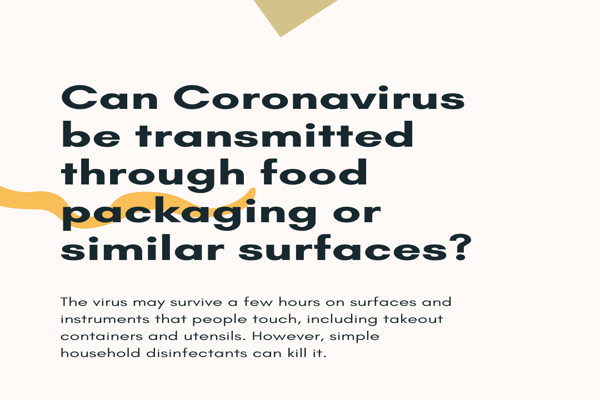 Can Coronavirus
be transmitted
through food
packaging or
similar surfaces?
The virus may survive a few hours on surfaces and
instruments that people touch, including takeout
containers and utensils. However, simple
household disinfectants can kill it.